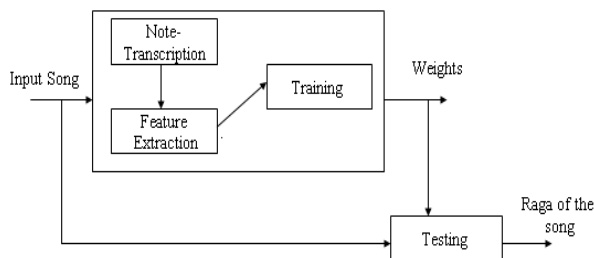 Note-
Transcription
Input Song
Weights
Training
Feature
Extraction
Raga of the
song
Testing